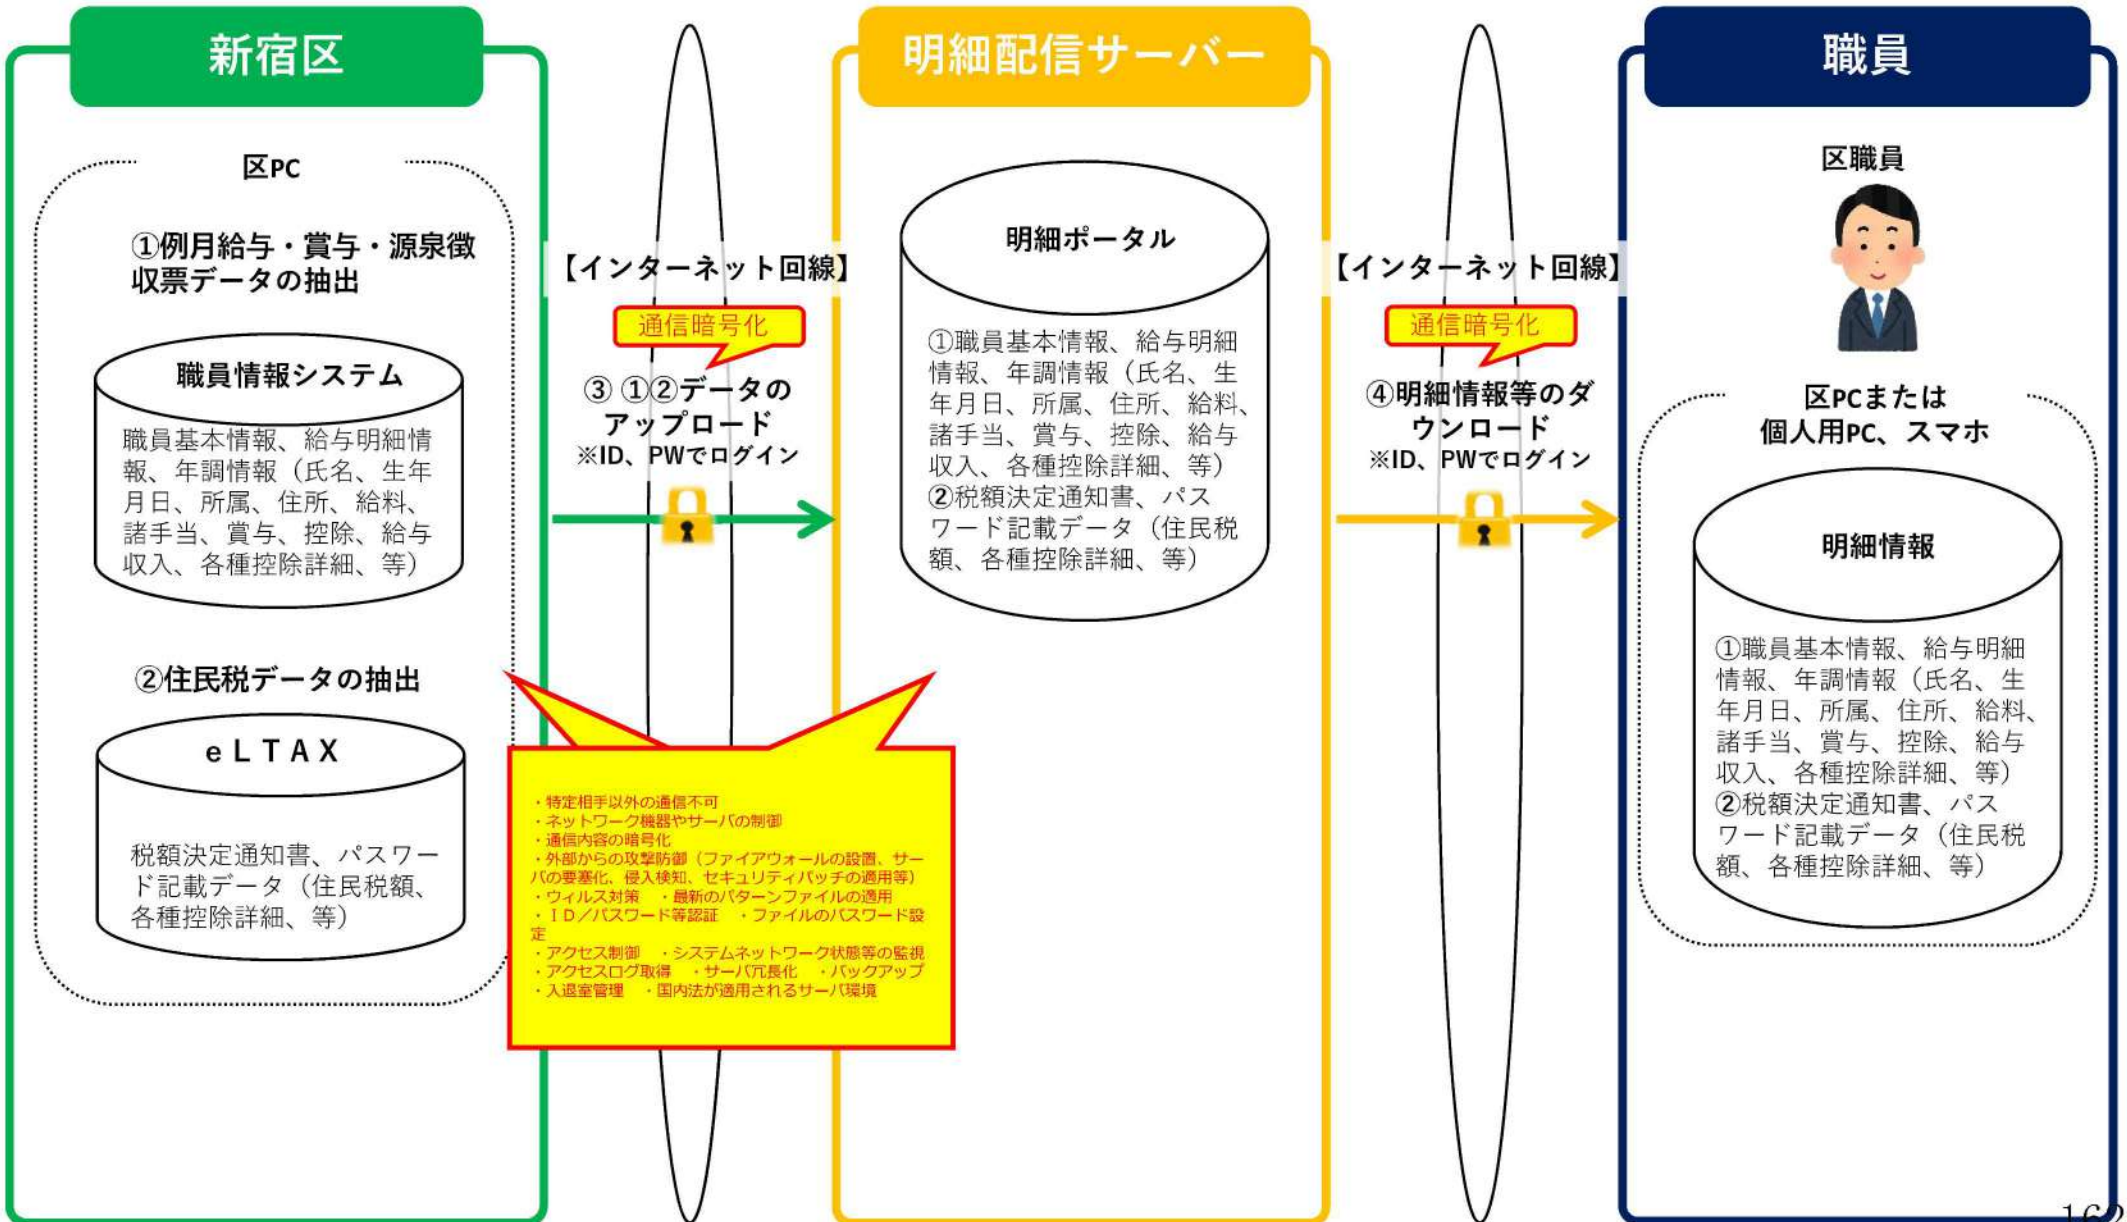 新宿区
区PC
①例月給与・賞与・源泉徴
収票データの抽出
職員情報システム
職員基本情報、給与明細情
報、年調情報（氏名、生年
月日、所属、住所、給料、
諸手当、賞与、控除、給与
収入、各種控除詳細、等）
②住民税データの抽出
ｅＬＴＡＸ
税額決定通知書、パスワー
ド記載データ（住民税額、
各種控除詳細、等）
【インターネット回線】
通信暗号化
③ ①②データの
アップロード
※ID、PWでログイン
・特定相手以外の通信不可
・ネットワーク機器やサーバの制御
・通信内容の暗号化
・外部からの攻撃防御（ファイアウォールの設置、サー
バの要塞化、侵入検知、セキュリティパッチの適用等）
・ウィルス対策　・最新のパターンファイルの適用
・ＩＤ／パスワード等認証　・ファイルのパスワード設
定
・アクセス制御　・システムネットワーク状態等の監視
・アクセスログ取得　・サーバ冗長化　・バックアップ
・入退室管理　・国内法が適用されるサーバ環境
明細配信サーバー
明細ポータル
①職員基本情報、給与明細
情報、年調情報（氏名、生
年月日、所属、住所、給料、
諸手当、賞与、控除、給与
収入、各種控除詳細、等）
②税額決定通知書、パス
ワード記載データ（住民税
額、各種控除詳細、等）
【インターネット回線】
通信暗号化
④明細情報等のダ
ウンロード
※ID、PWでログイン
職員
区職員
区PCまたは
個人用PC、スマホ
明細情報
①職員基本情報、給与明細
情報、年調情報（氏名、生
年月日、所属、住所、給料、
諸手当、賞与、控除、給与
収入、各種控除詳細、等）
②税額決定通知書、パス
ワード記載データ（住民税
額、各種控除詳細、等）